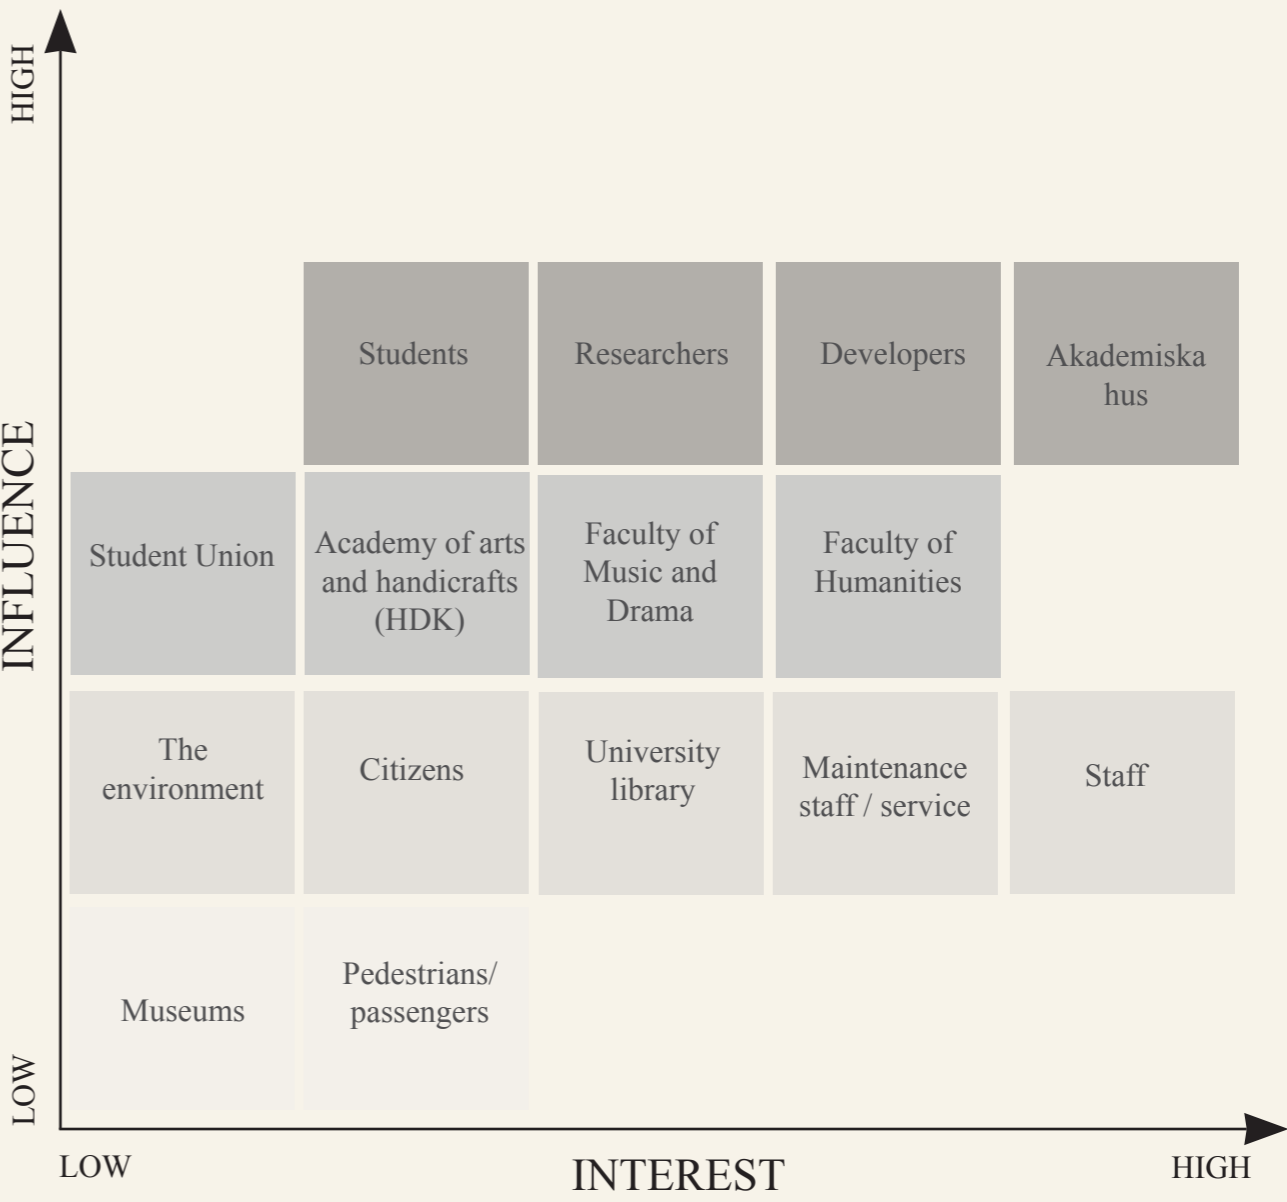 HIGH
Students
Researchers
Developers
Akademiska
hus
INFLUENCE
Student Union
Academy of arts
and handicrafts
(HDK)
Faculty of
Music and
Drama
Faculty of
Humanities
The
environment
Citizens
University
library
Maintenance
staff / service
Staff
Museums
Pedestrians/
passengers
LOW
LOW
INTEREST
HIGH